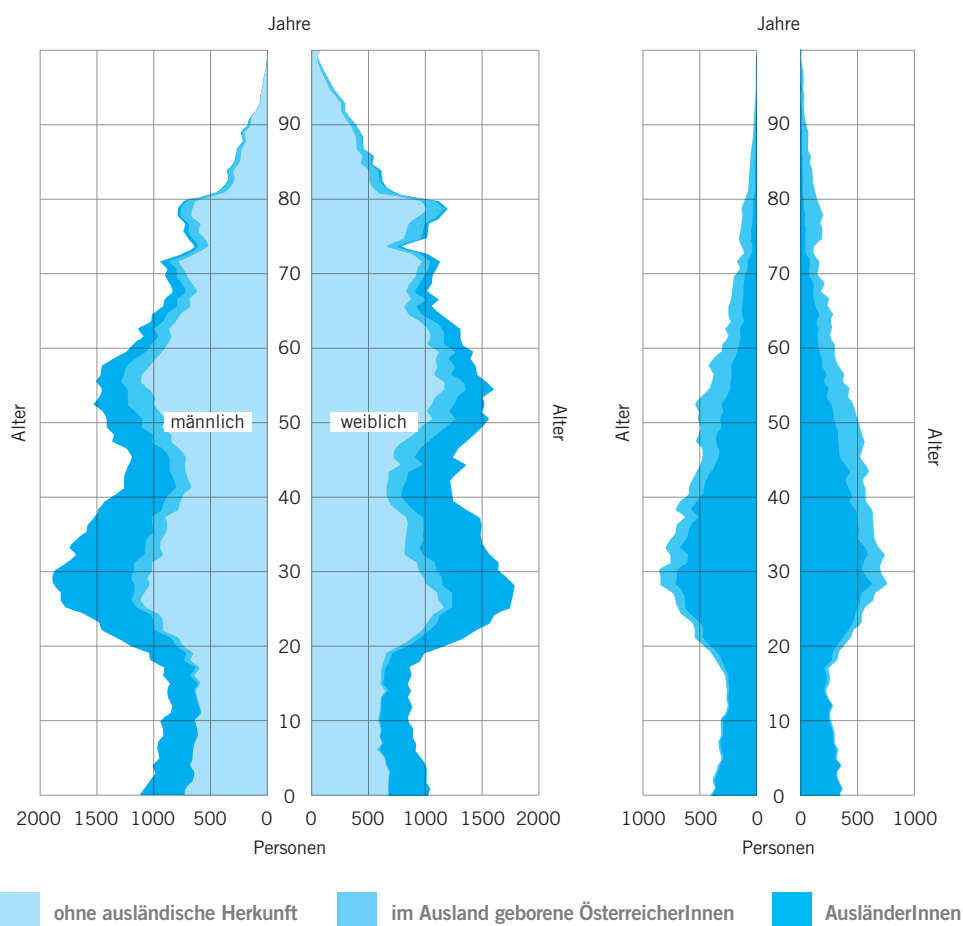 Jahre
Jahre
90
80
70
60
50
40
30
20
10
0
90
80
70
60
50
40
30
20
10
0
männlich
weiblich
Alter
Alter
Alter
Alter
2000 1500 1000 500 0
0 500 1000 1500 2000
1000 500 0
0 500 1000
Personen
Personen
ohne ausländische Herkunft
im Ausland geborene ÖsterreicherInnen
AusländerInnen